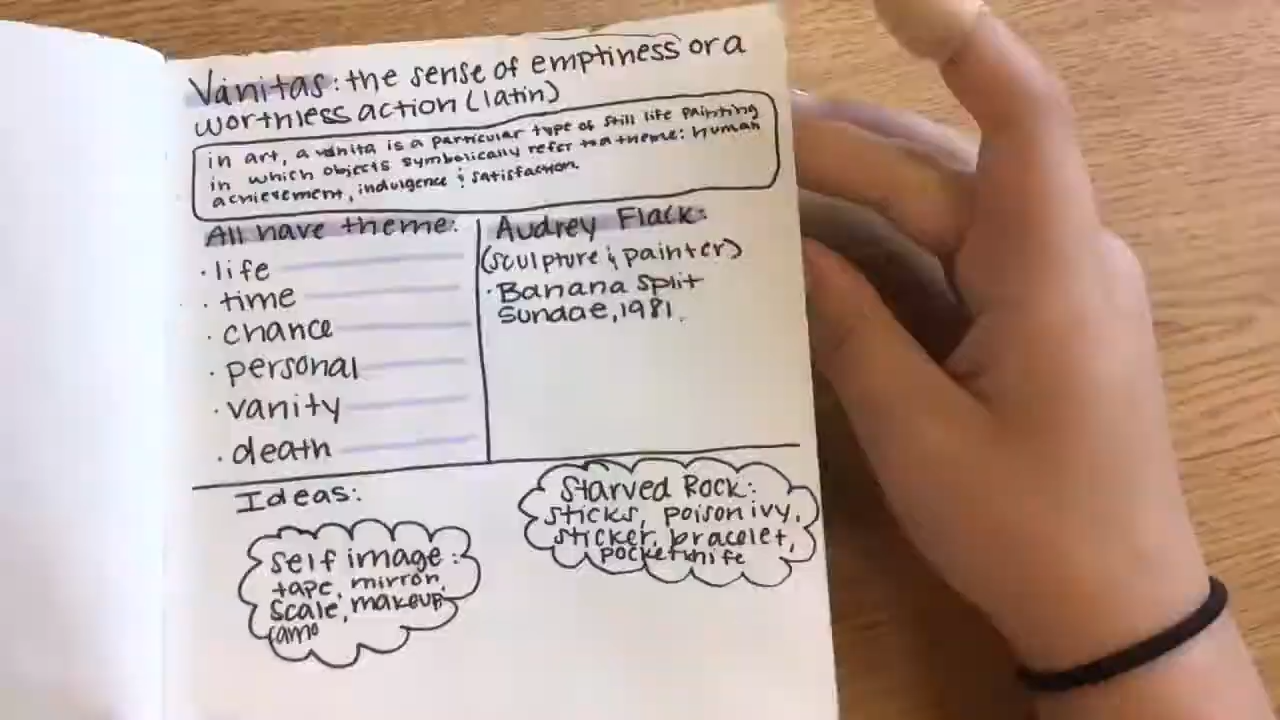 Vanitas: the sense of emptiness or a
worthless action (latin)
in art, a vanita is a particular type of still life painting
in which objects symbolically refer to a theme: human
achievement, indulgence & satisfaction.
All have theme:
· life
· time
· chance
· personal
· vanity
· death
Audrey Flack:
(sculpture & painter)
· Banana Split
Sundae, 1981.
Ideas:
self image:
tape, mirror,
scale, makeup
Starved Rock:
sticks, poison ivy,
sticker, bracelet,
pocketknife